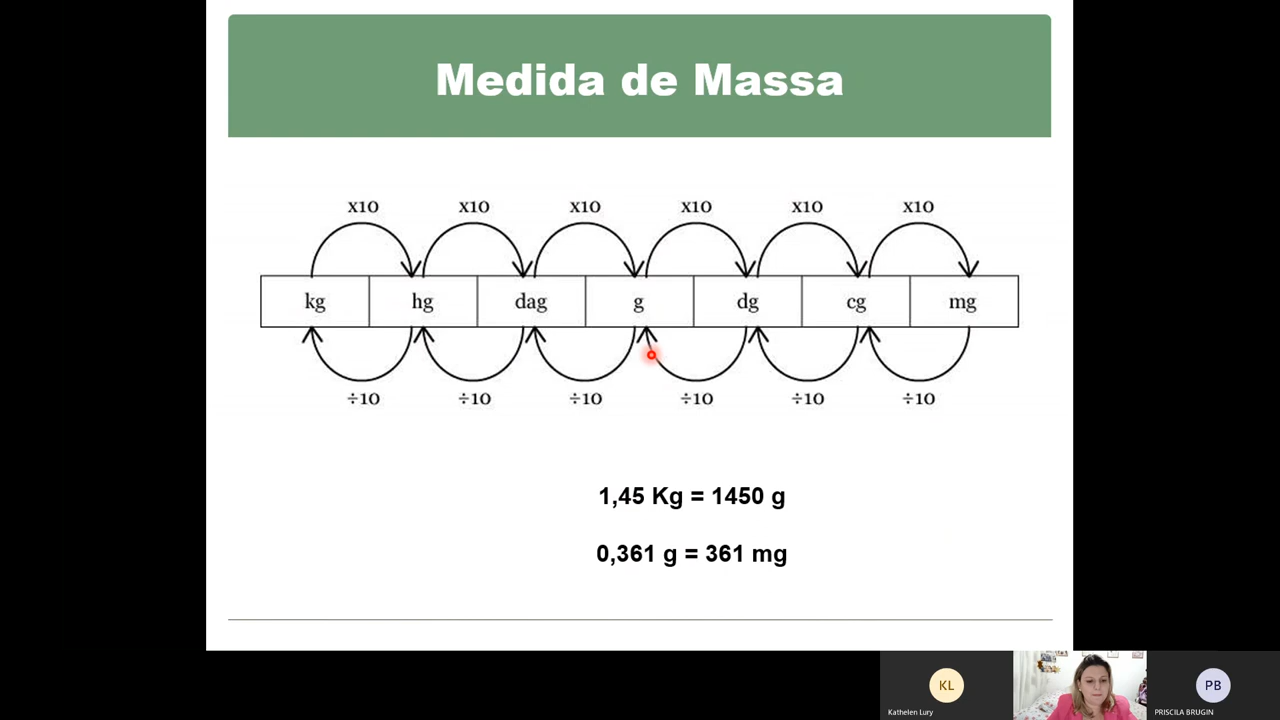 Medida de Massa
x10 x10 x10 x10 x10 x10
kg hg dag g dg cg mg
÷10 ÷10 ÷10 ÷10 ÷10 ÷10
1,45 Kg = 1450 g
0,361 g = 361 mg
KL PB
Kathelen Lury PRISCILA BRUGIN